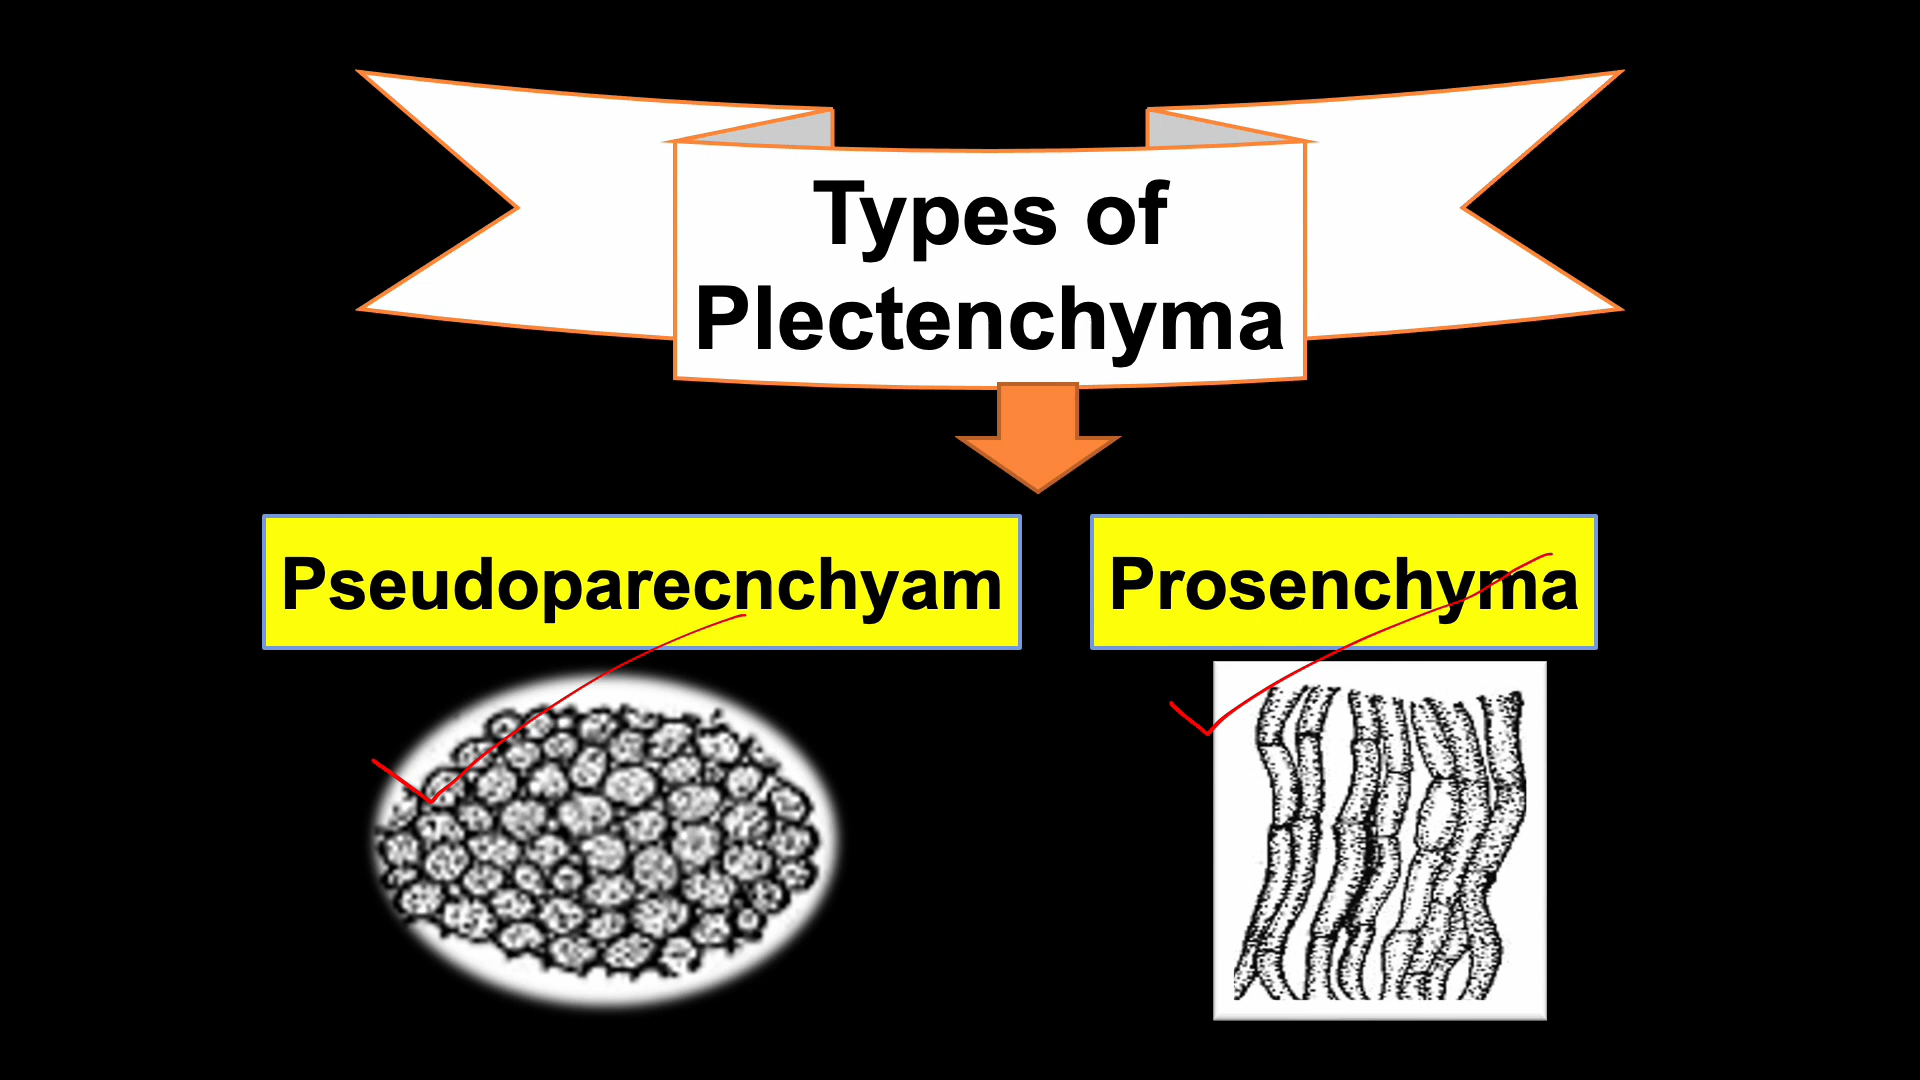 Types of
Plectenchyma
Pseudoparecnchyam
Prosenchyma